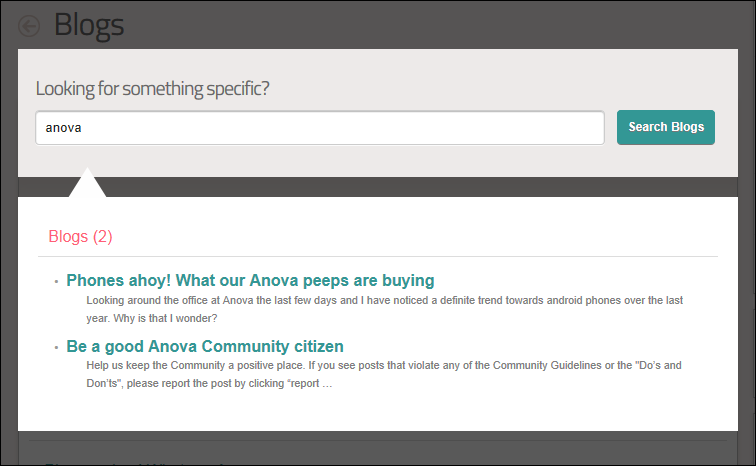 Blogs
Looking for something specific?
anova
Search Blogs
Blogs (2)
Phones ahoy! What our Anova peeps are buying
Looking around the office at Anova the last few days and I have noticed a definite trend towards android phones over the last
year. Why is that I wonder?
Be a good Anova Community citizen
Help us keep the Community a positive place. If you see posts that violate any of the Community Guidelines or the "Do's and
Don'ts", please report the post by clicking “report ...